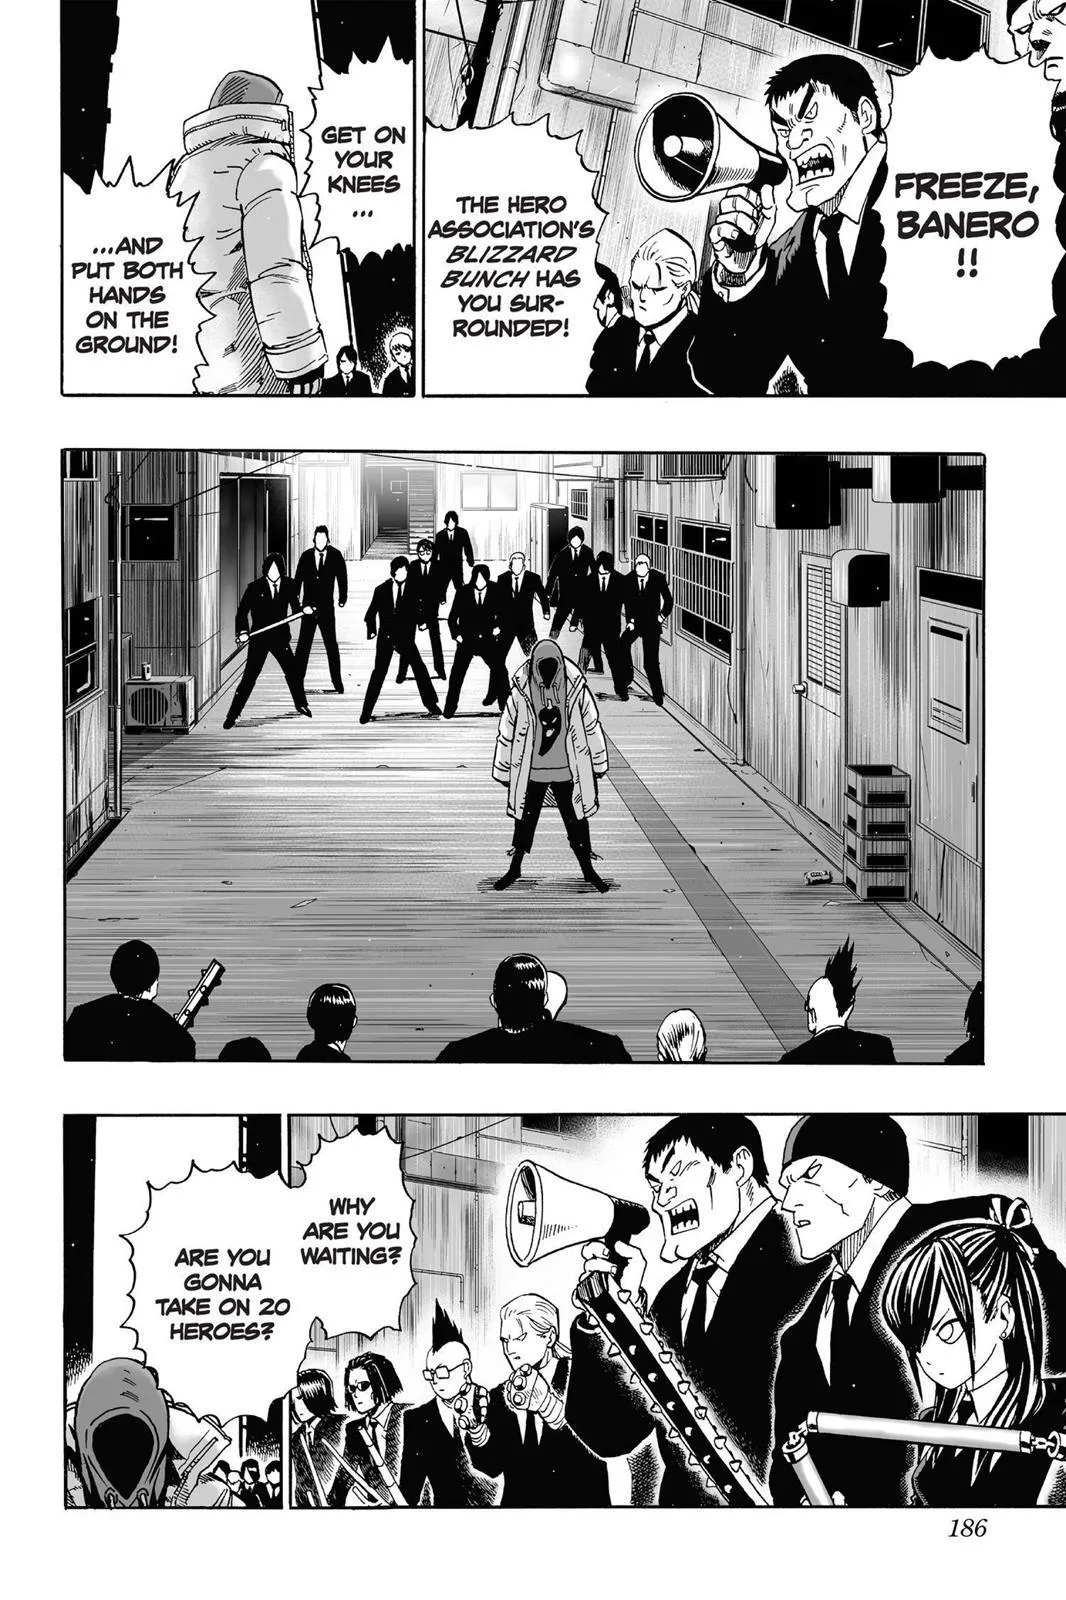 FREEZE,
BANERO
!!
THE HERO
ASSOCIATION'S
BLIZZARD
BUNCH HAS
YOU SUR-
ROUNDED!
GET ON
YOUR
KNEES
...
...AND
PUT BOTH
HANDS
ON THE
GROUND!
WHY
ARE YOU
WAITING?
ARE YOU
GONNA
TAKE ON 20
HEROES?
186